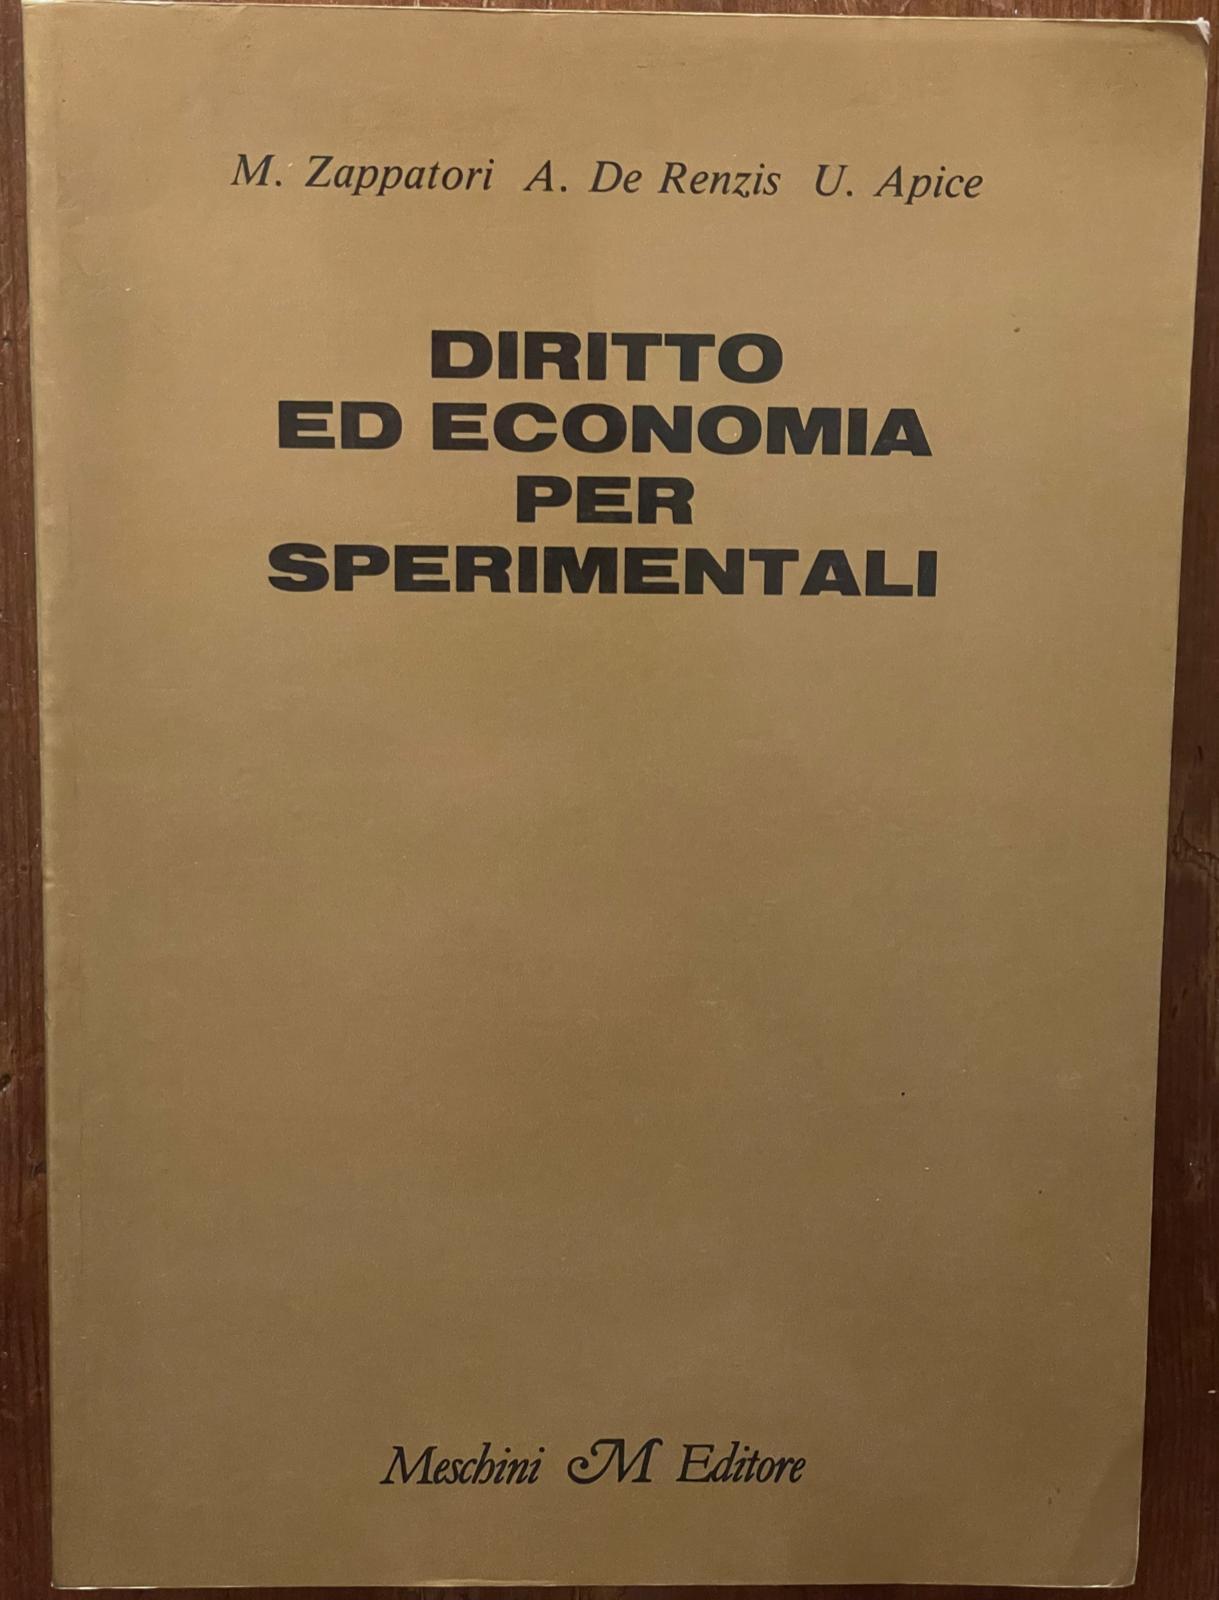 M. Zappatori A. De Renzis U. Apice
DIRITTO
ED ECONOMIA
PER
SPERIMENTALI
Meschini M Editore